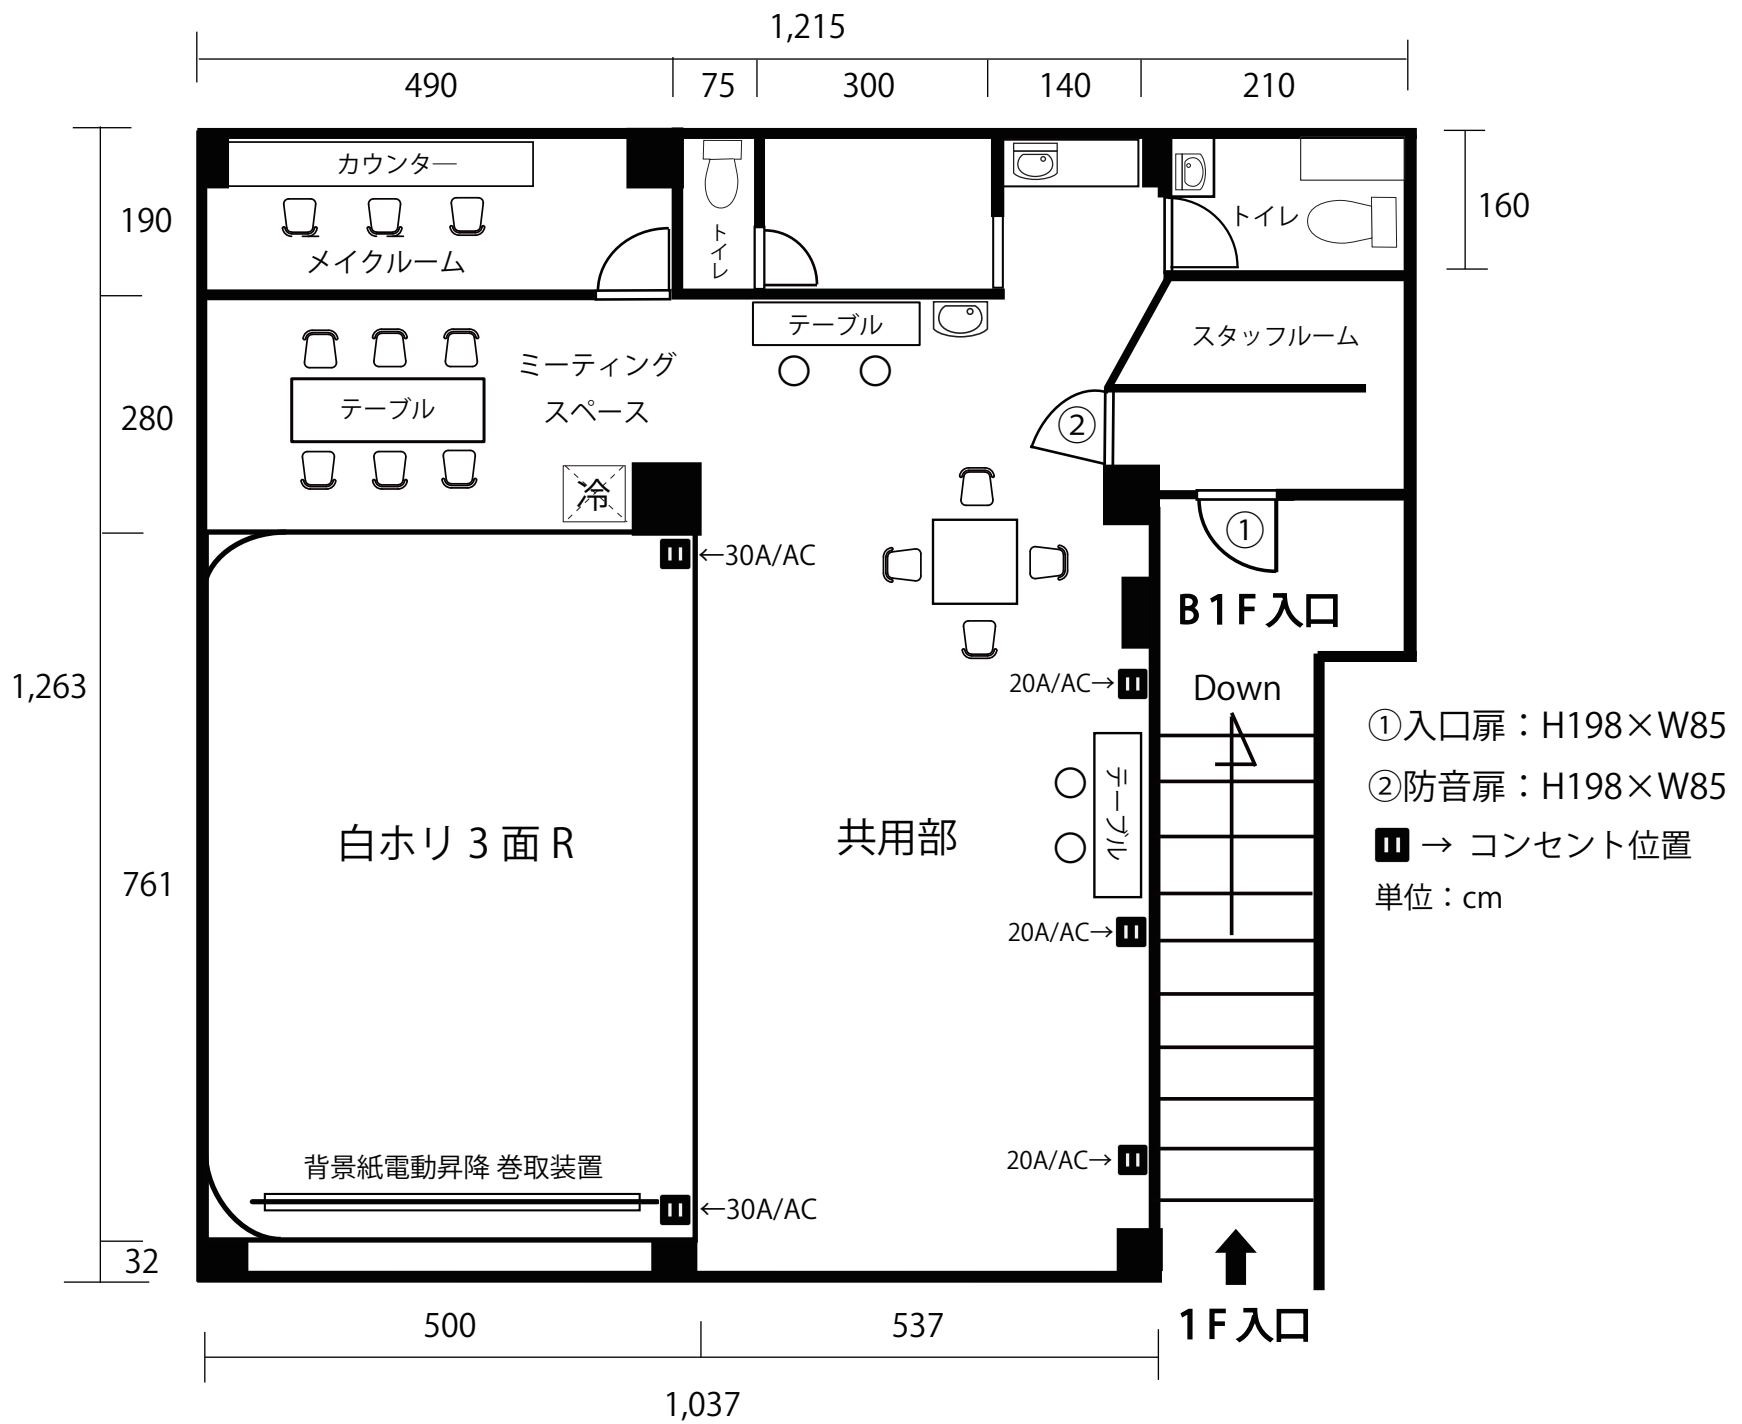 1,215
490
75
300
140
210
カウンター
190
トイレ
トイレ
160
メイクルーム
テーブル
スタッフルーム
ミーティング
スペース
テーブル
280
②
冷
①
←30A/AC
B1F 入口
1,263
20A/AC→
Down
①入口扉：H198×W85
②防音扉：H198×W85
テーブル
白ホリ 3 面 R
共用部
→ コンセント位置
761
単位：cm
20A/AC→
背景紙電動昇降 巻取装置
20A/AC→
←30A/AC
32
500
537
1F 入口
1,037